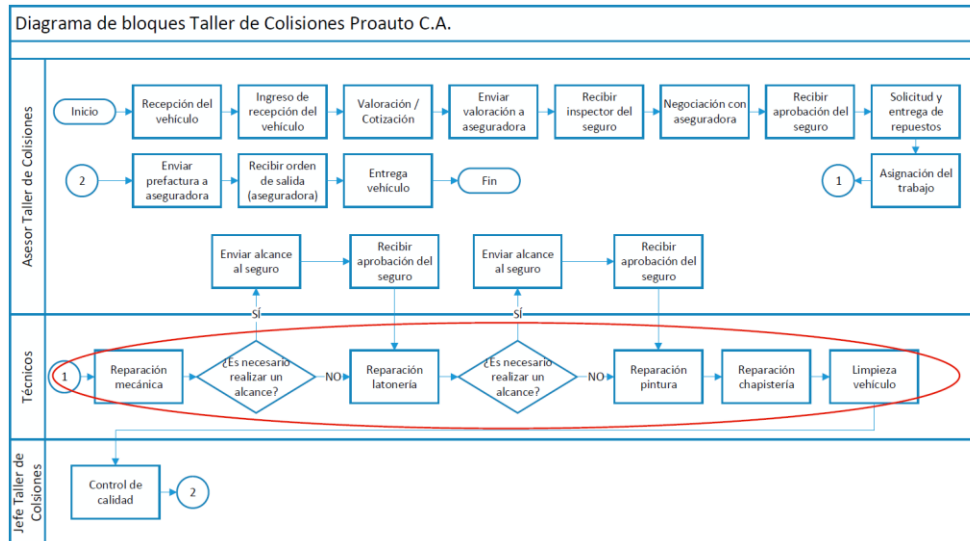 Diagrama de bloques Taller de Colisiones Proauto C.A.
Asesor Taller de Colisiones
Inicio
Recepción del
vehículo
Ingreso de
recepción del
vehículo
Valoración /
Cotización
Enviar
valoración a
aseguradora
Recibir
inspector del
seguro
Negociación con
aseguradora
Recibir
aprobación del
seguro
Solicitud y
entrega de
repuestos
2
Enviar
prefactura a
aseguradora
Recibir orden
de salida
(aseguradora)
Entrega
vehículo
Fin
1
Asignación del
trabajo
Enviar alcance
al seguro
Recibir
aprobación del
seguro
Enviar alcance
al seguro
Recibir
aprobación del
seguro
SÍ
SÍ
Técnicos
1
Reparación
mecánica
¿Es necesario
realizar un
alcance?
NO
Reparación
latonería
¿Es necesario
realizar un
alcance?
NO
Reparación
pintura
Reparación
chapistería
Limpieza
vehículo
Jefe Taller de
Colsiones
Control de
calidad
2